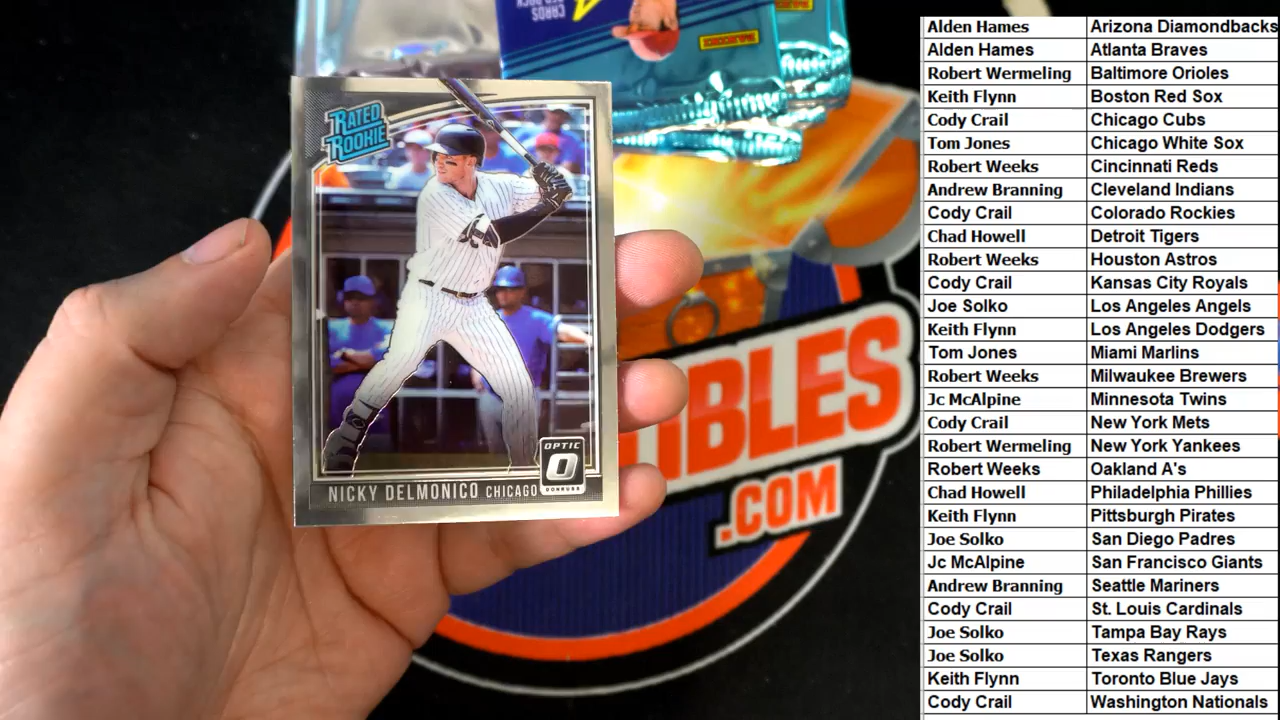 CARDS
RATED
ROOKIE
OPTIC
O
DONRUSS
NICKY DELMONICO CHICAGO
IBLES
.COM
Alden Hames Arizona Diamondbacks
Alden Hames Atlanta Braves
Robert Wermeling Baltimore Orioles
Keith Flynn Boston Red Sox
Cody Crail Chicago Cubs
Tom Jones Chicago White Sox
Robert Weeks Cincinnati Reds
Andrew Branning Cleveland Indians
Cody Crail Colorado Rockies
Chad Howell Detroit Tigers
Robert Weeks Houston Astros
Cody Crail Kansas City Royals
Joe Solko Los Angeles Angels
Keith Flynn Los Angeles Dodgers
Tom Jones Miami Marlins
Robert Weeks Milwaukee Brewers
Jc McAlpine Minnesota Twins
Cody Crail New York Mets
Robert Wermeling New York Yankees
Robert Weeks Oakland A's
Chad Howell Philadelphia Phillies
Keith Flynn Pittsburgh Pirates
Joe Solko San Diego Padres
Jc McAlpine San Francisco Giants
Andrew Branning Seattle Mariners
Cody Crail St. Louis Cardinals
Joe Solko Tampa Bay Rays
Joe Solko Texas Rangers
Keith Flynn Toronto Blue Jays
Cody Crail Washington Nationals